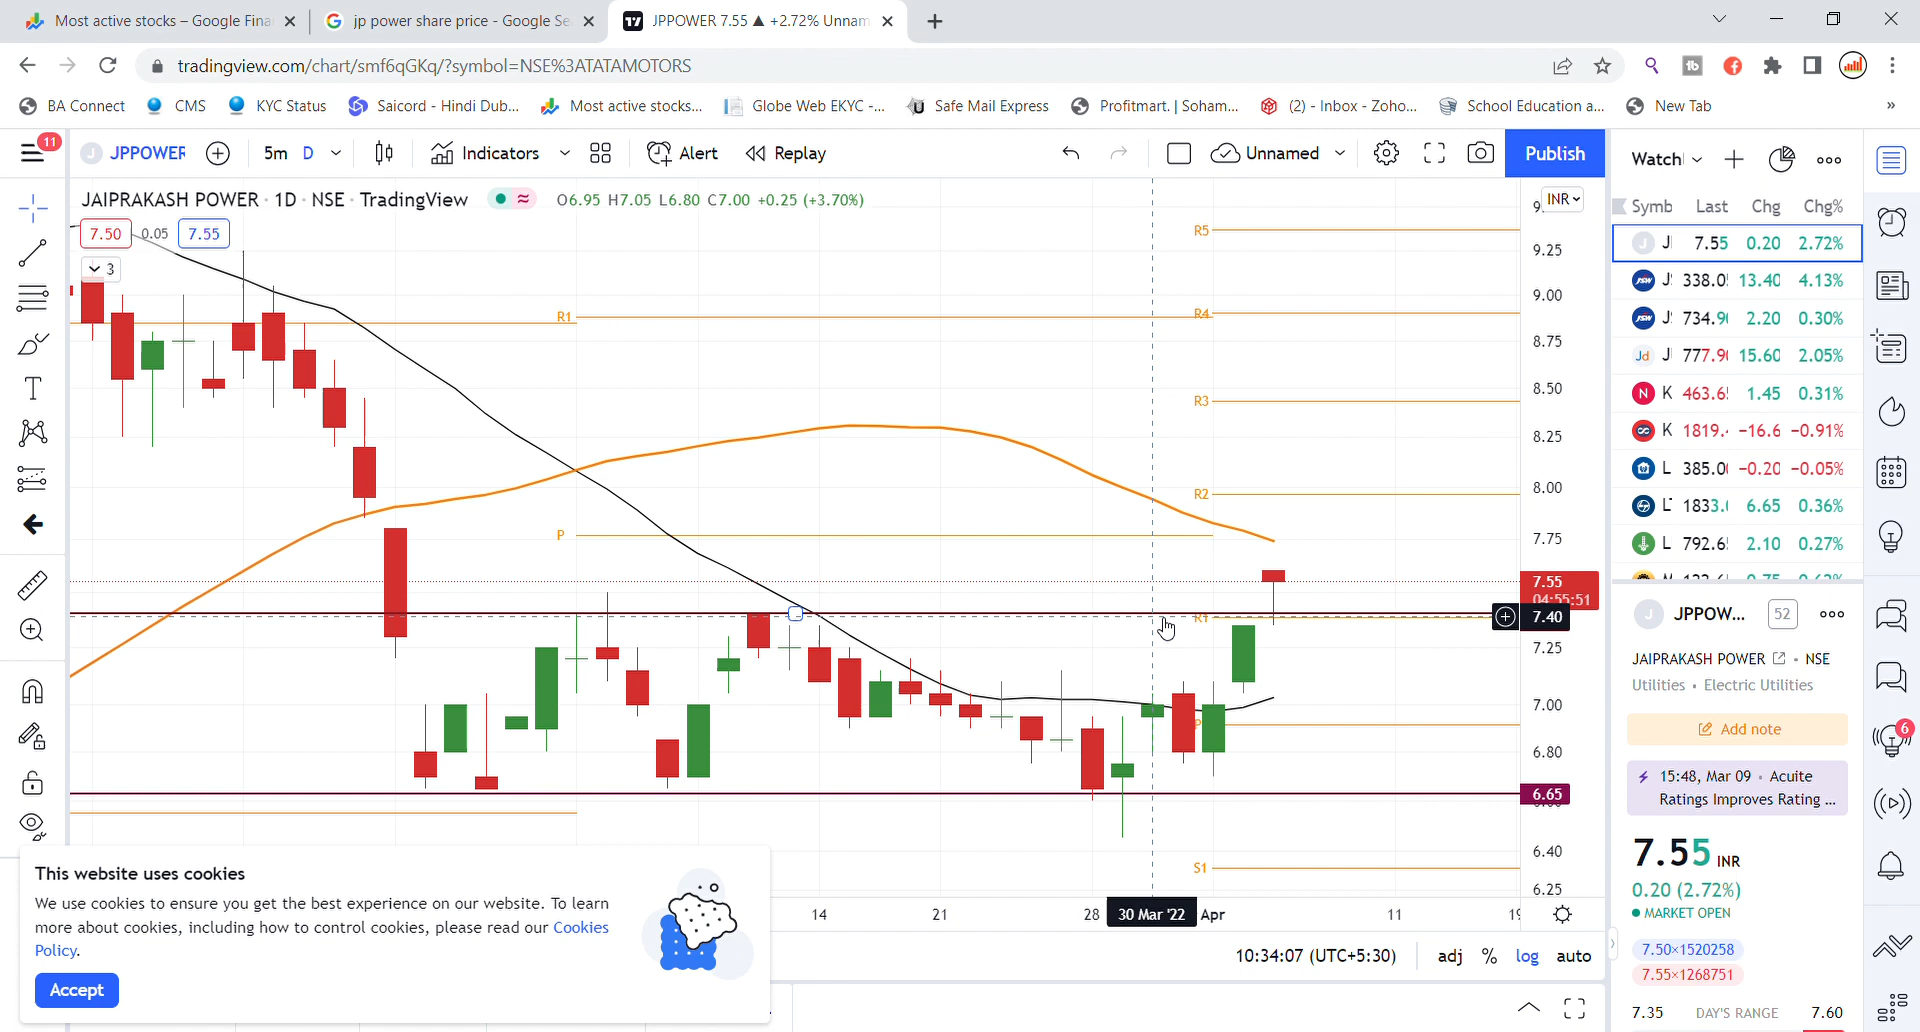 Most active stocks – Google Fina
jp power share price - Google Se
JPPOWER 7.55 ▲ +2.72% Unnam
tradingview.com/chart/smf6qGKq/?symbol=NSE%3ATATAMOTORS
BA Connect
CMS
KYC Status
Saicord - Hindi Dub...
Most active stocks...
Globe Web EKYC -...
Safe Mail Express
Profitmart. | Soham...
(2) - Inbox - Zoho...
School Education a...
New Tab
»
11
JPPOWER
5m D
Indicators
Alert
Replay
Unnamed
Publish
JAIPRAKASH POWER · 1D · NSE · TradingView
O6.95 H7.05 L6.80 C7.00 +0.25 (+3.70%)
7.50 0.05 7.55
3
INR
R5
R4
R3
R2
R1
P
R1
P
S1
9.25
9.00
8.75
8.50
8.25
8.00
7.75
7.55
04:55:51
7.40
7.25
7.00
6.80
6.65
6.40
6.25
14 21 28 30 Mar '22 Apr 11 19
10:34:07 (UTC+5:30) adj % log auto
This website uses cookies
We use cookies to ensure you get the best experience on our website. To learn
more about cookies, including how to control cookies, please read our Cookies
Policy.
Accept
Watchl
Symb Last Chg Chg%
J 7.55 0.20 2.72%
J 338.0 13.40 4.13%
J 734.9 2.20 0.30%
J 777.9 15.60 2.05%
K 463.6 1.45 0.31%
K 1819. −16.6 −0.91%
L 385.0 −0.20 −0.05%
L 1833. 6.65 0.36%
L 792.6 2.10 0.27%
JPPOW... 52
JAIPRAKASH POWER • NSE
Utilities • Electric Utilities
Add note
15:48, Mar 09 • Acuite
Ratings Improves Rating ...
7.55 INR
0.20 (2.72%)
MARKET OPEN
7.50×1520258
7.55×1268751
7.35 DAY'S RANGE 7.60
6